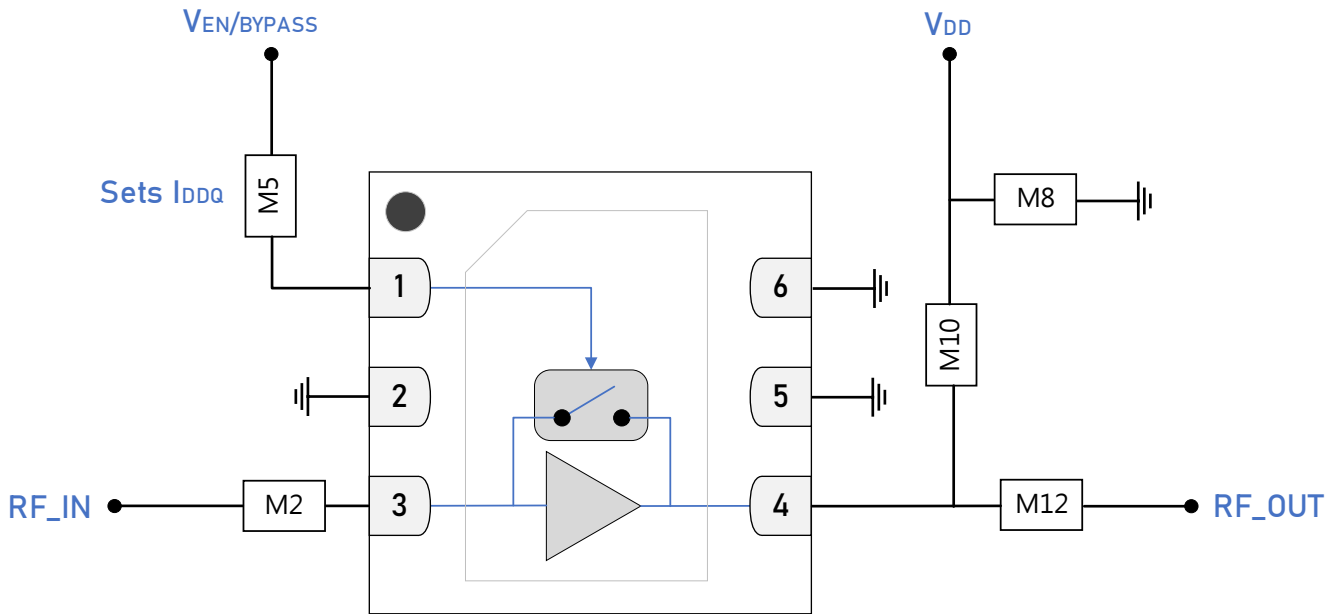 VEN/BYPASS
VDD
M5
Sets IDDQ
M8
1
6
M10
2
5
RF_IN
M2
3
4
M12
RF_OUT